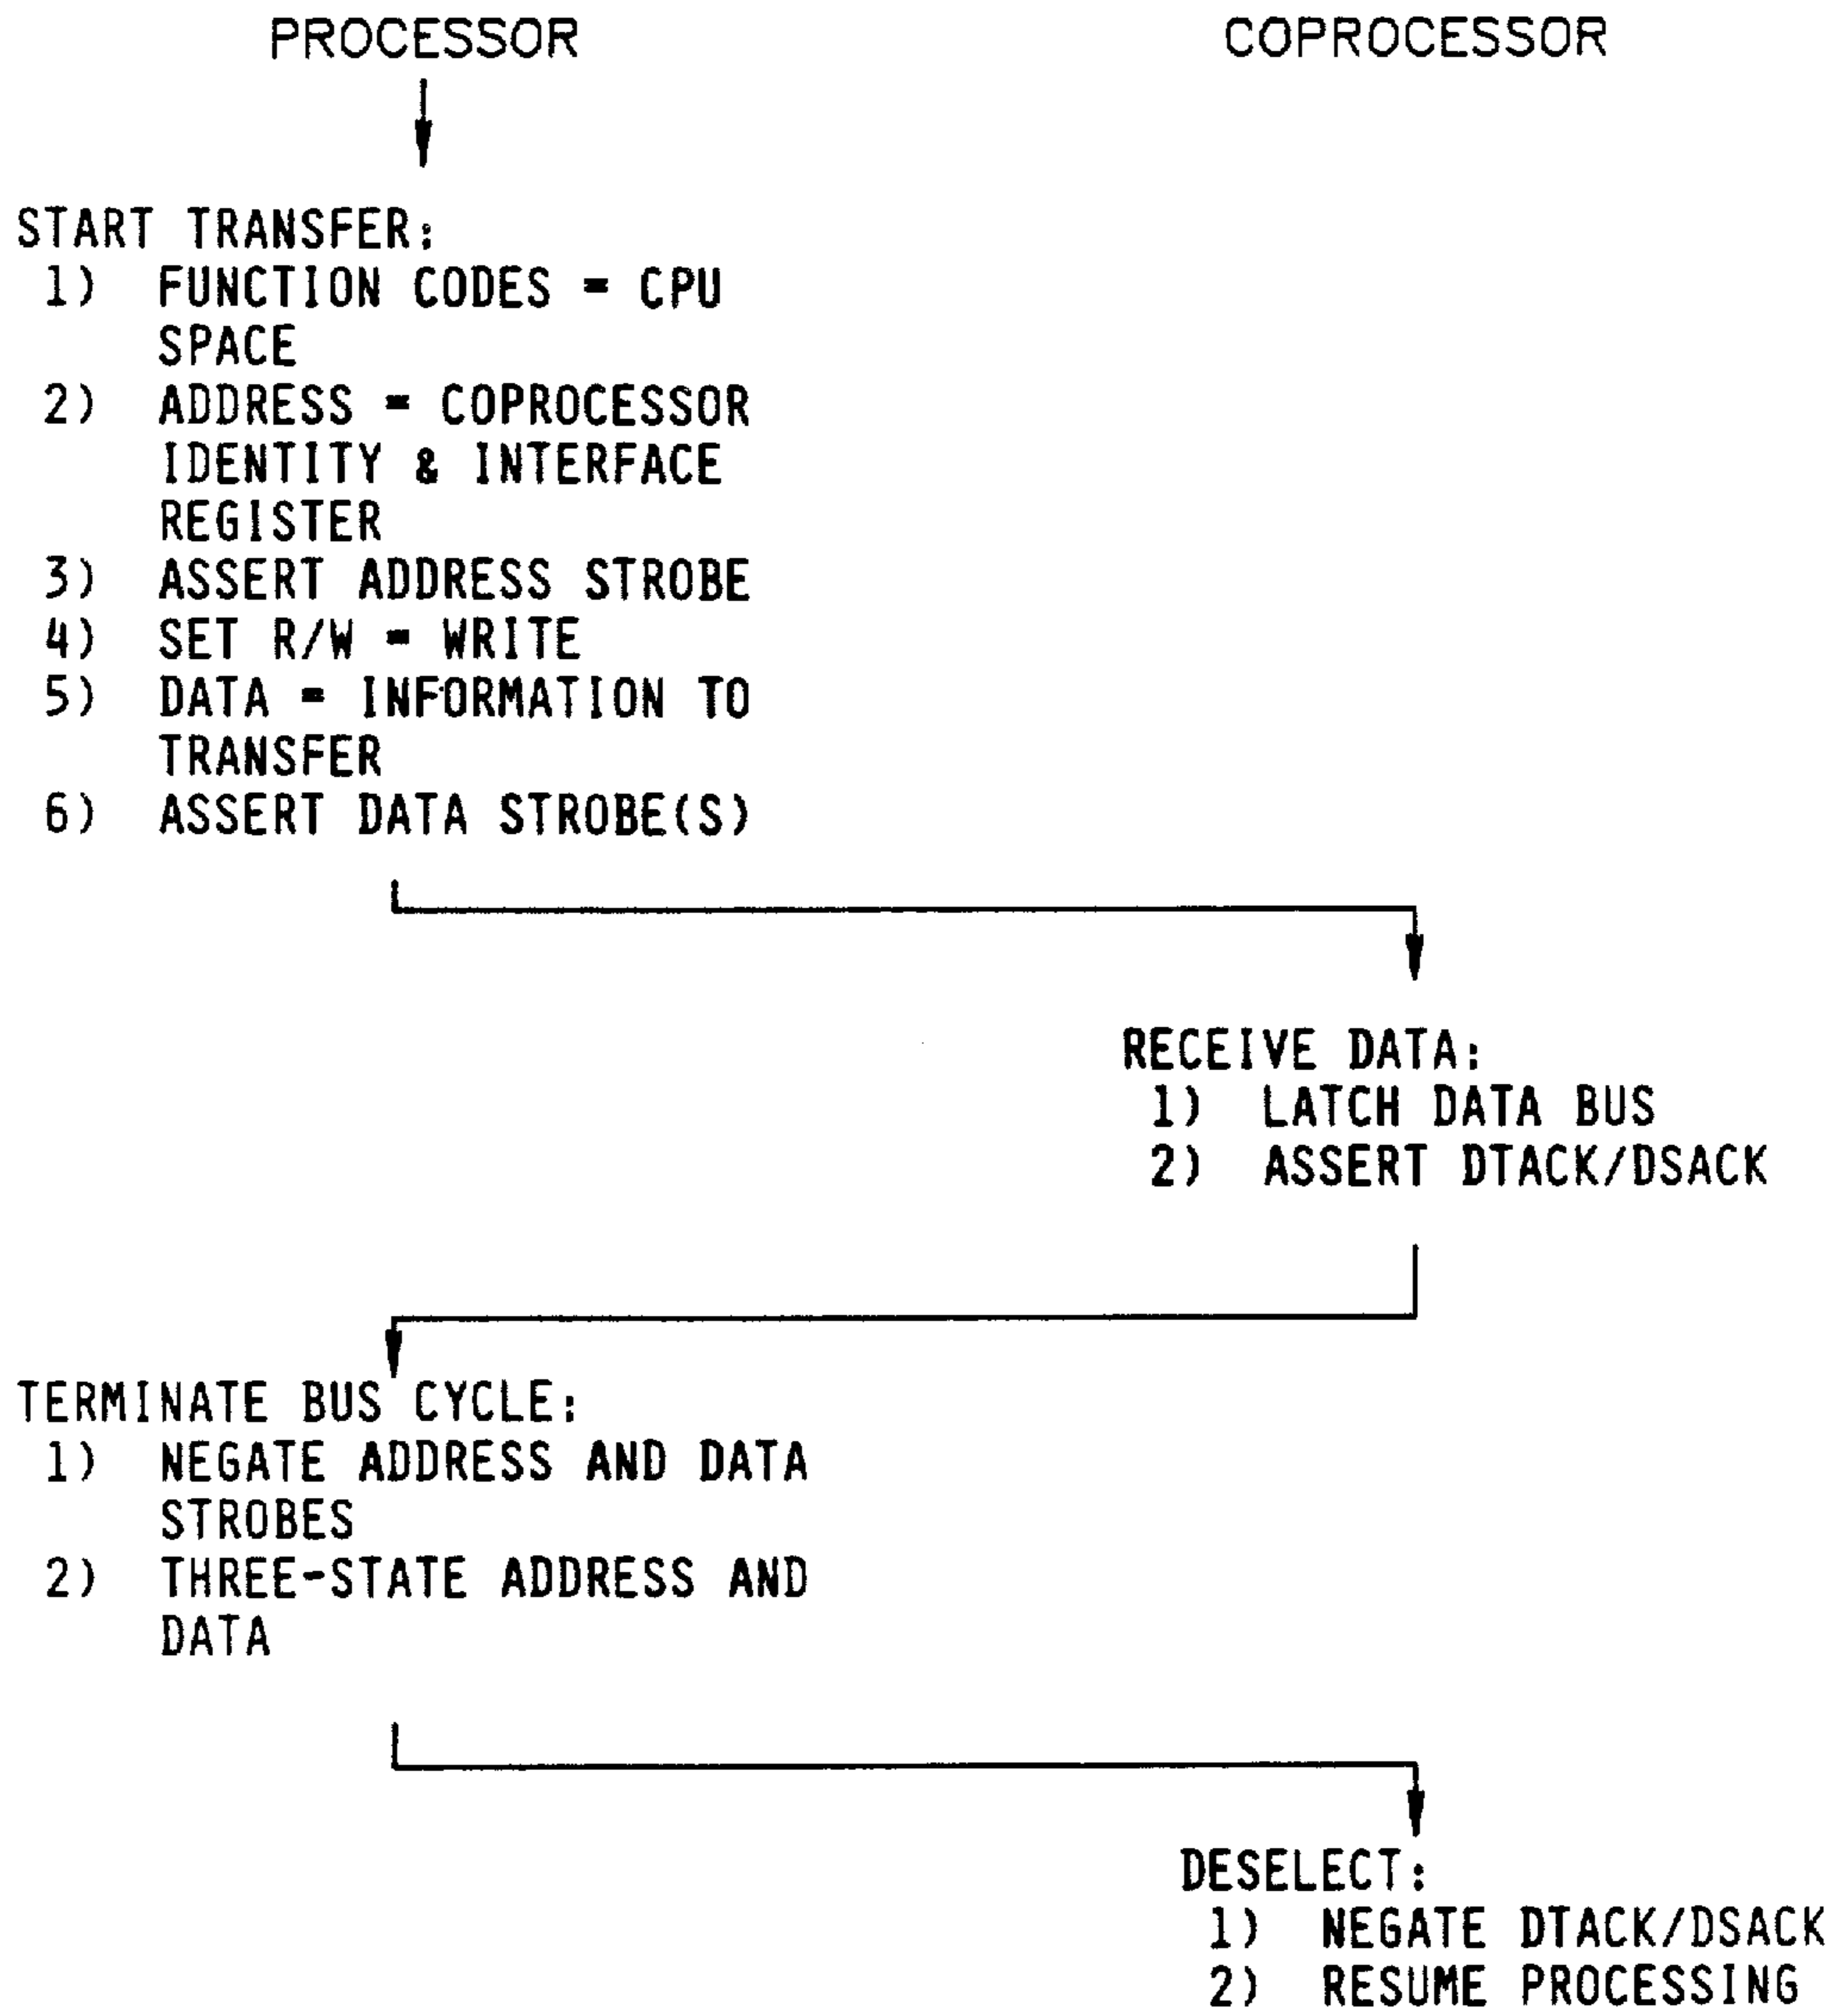 PROCESSOR COPROCESSOR
START TRANSFER:
1) FUNCTION CODES = CPU
SPACE
2) ADDRESS = COPROCESSOR
IDENTITY & INTERFACE
REGISTER
3) ASSERT ADDRESS STROBE
4) SET R/W = WRITE
5) DATA = INFORMATION TO
TRANSFER
6) ASSERT DATA STROBE(S)
RECEIVE DATA:
1) LATCH DATA BUS
2) ASSERT DTACK/DSACK
TERMINATE BUS CYCLE:
1) NEGATE ADDRESS AND DATA
STROBES
2) THREE-STATE ADDRESS AND
DATA
DESELECT:
1) NEGATE DTACK/DSACK
2) RESUME PROCESSING